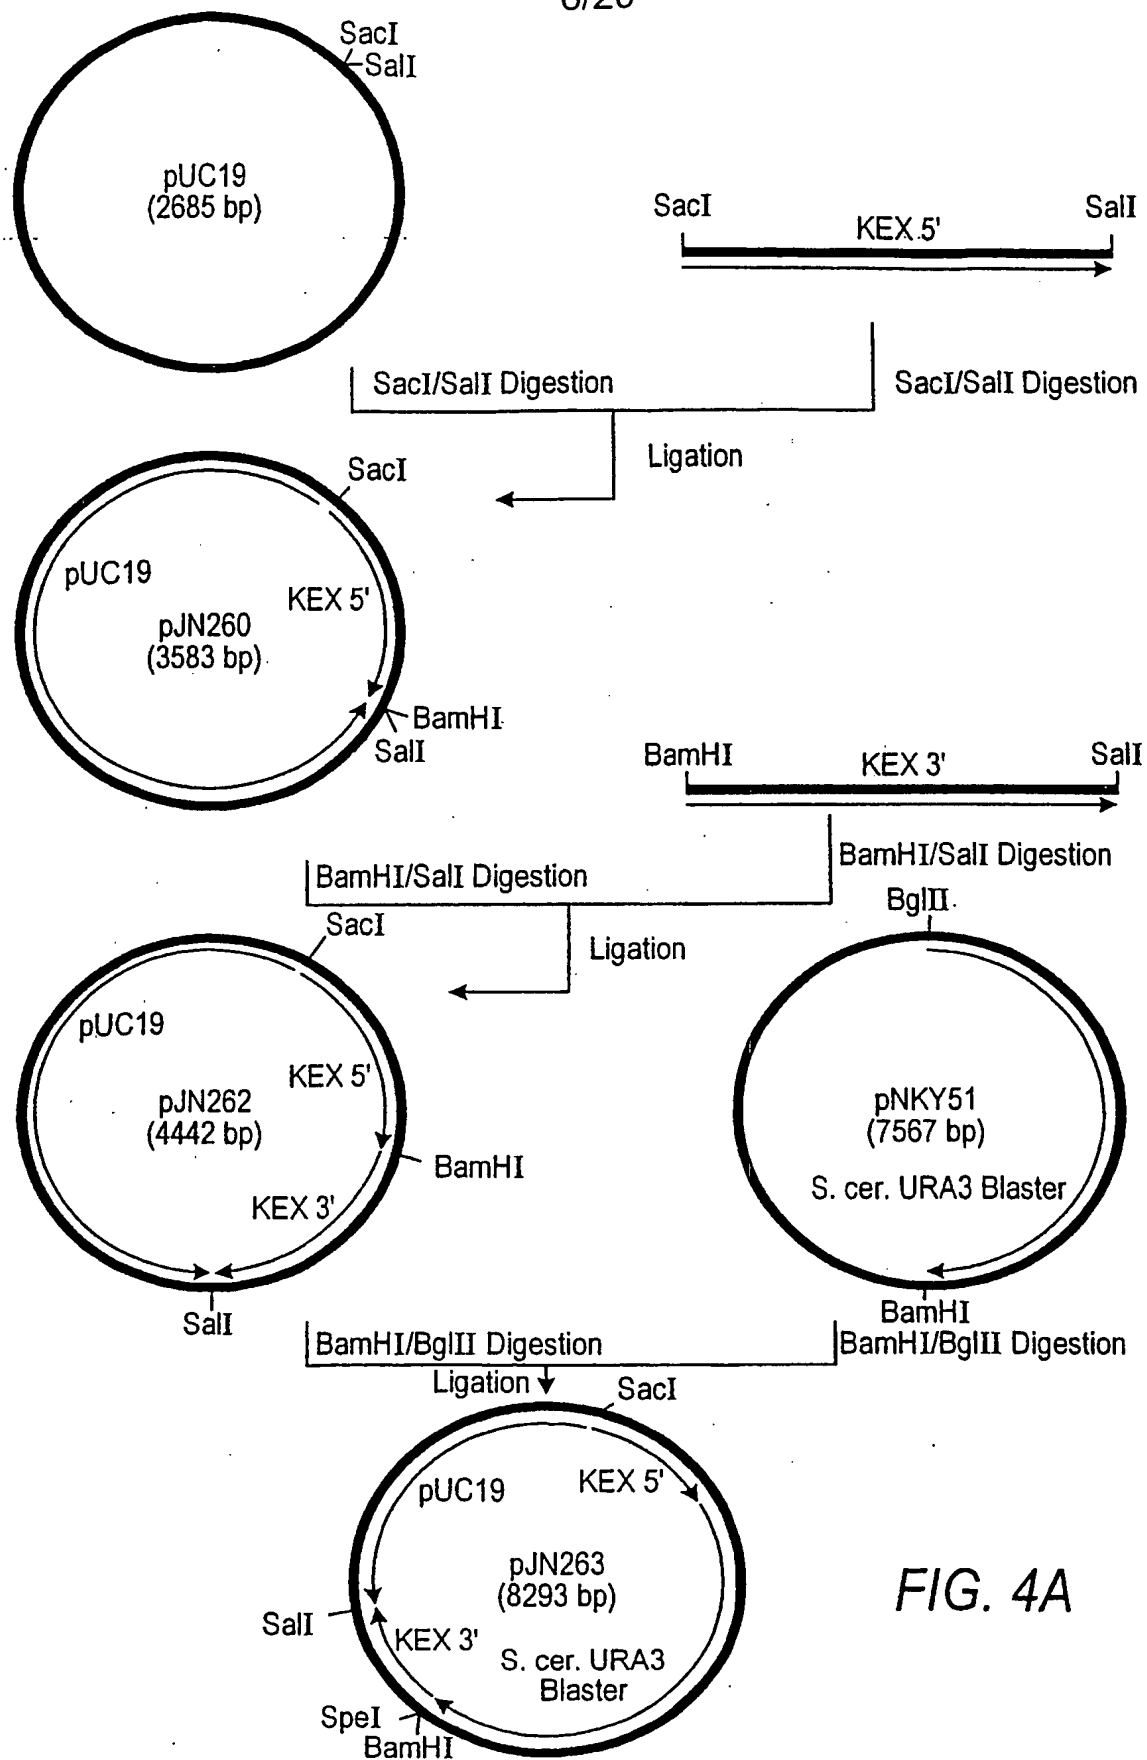 SacI
SalI
pUC19
(2685 bp)
SacI
KEX 5'
SalI
SacI/SalI Digestion
SacI/SalI Digestion
Ligation
SacI
pUC19
KEX 5'
pJN260
(3583 bp)
BamHI
SalI
BamHI
KEX 3'
SalI
BamHI/SalI Digestion
BamHI/SalI Digestion
Ligation
SacI
pUC19
KEX 5'
pJN262
(4442 bp)
BamHI
KEX 3'
SalI
BglII
pNKY51
(7567 bp)
S. cer. URA3 Blaster
BamHI
BamHI/BglII Digestion
BamHI/BglII Digestion
Ligation
SacI
pUC19
KEX 5'
pJN263
(8293 bp)
SalI
KEX 3'
S. cer. URA3
Blaster
SpeI
BamHI
FIG. 4A